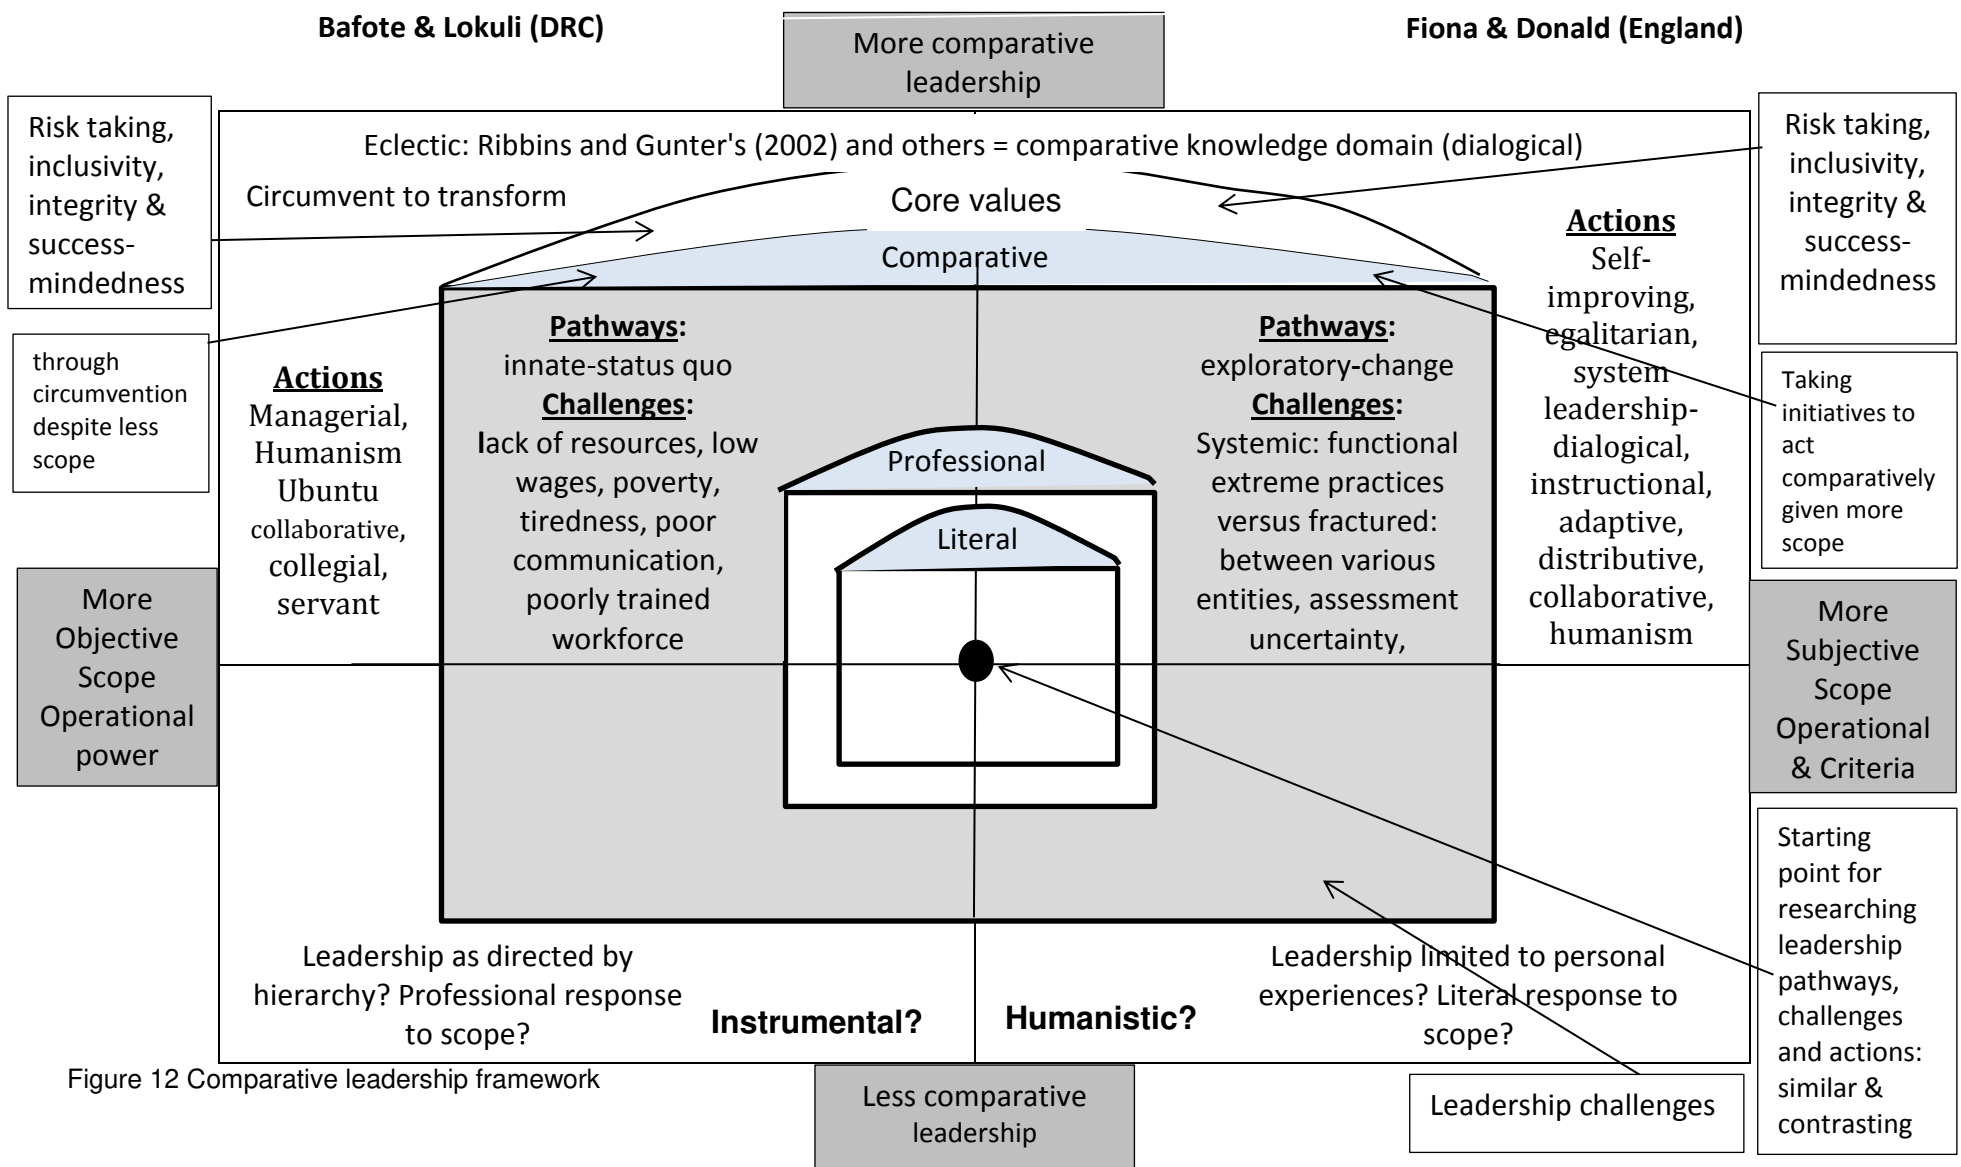 Bafote & Lokuli (DRC)
Fiona & Donald (England)
More comparative
leadership
Risk taking,
inclusivity,
integrity &
success-
mindedness
Eclectic: Ribbins and Gunter's (2002) and others = comparative knowledge domain (dialogical)
Circumvent to transform
Core values
Comparative
Risk taking,
inclusivity,
integrity &
success-
mindedness
through
circumvention
despite less
scope
Actions
Managerial,
Humanism
Ubuntu
collaborative,
collegial,
servant
Pathways:
innate-status quo
Challenges:
lack of resources, low
wages, poverty,
tiredness, poor
communication,
poorly trained
workforce
Professional
Literal
Pathways:
exploratory-change
Challenges:
Systemic: functional
extreme practices
versus fractured:
between various
entities, assessment
uncertainty,
Actions
Self-
improving,
egalitarian,
system
leadership-
dialogical,
instructional,
adaptive,
distributive,
collaborative,
humanism
Taking
initiatives to
act
comparatively
given more
scope
More
Objective
Scope
Operational
power
More
Subjective
Scope
Operational
& Criteria
Starting
point for
researching
leadership
pathways,
challenges
and actions:
similar &
contrasting
Leadership as directed by
hierarchy? Professional response
to scope?
Instrumental?
Humanistic?
Leadership limited to personal
experiences? Literal response to
scope?
Figure 12 Comparative leadership framework
Less comparative
leadership
Leadership challenges